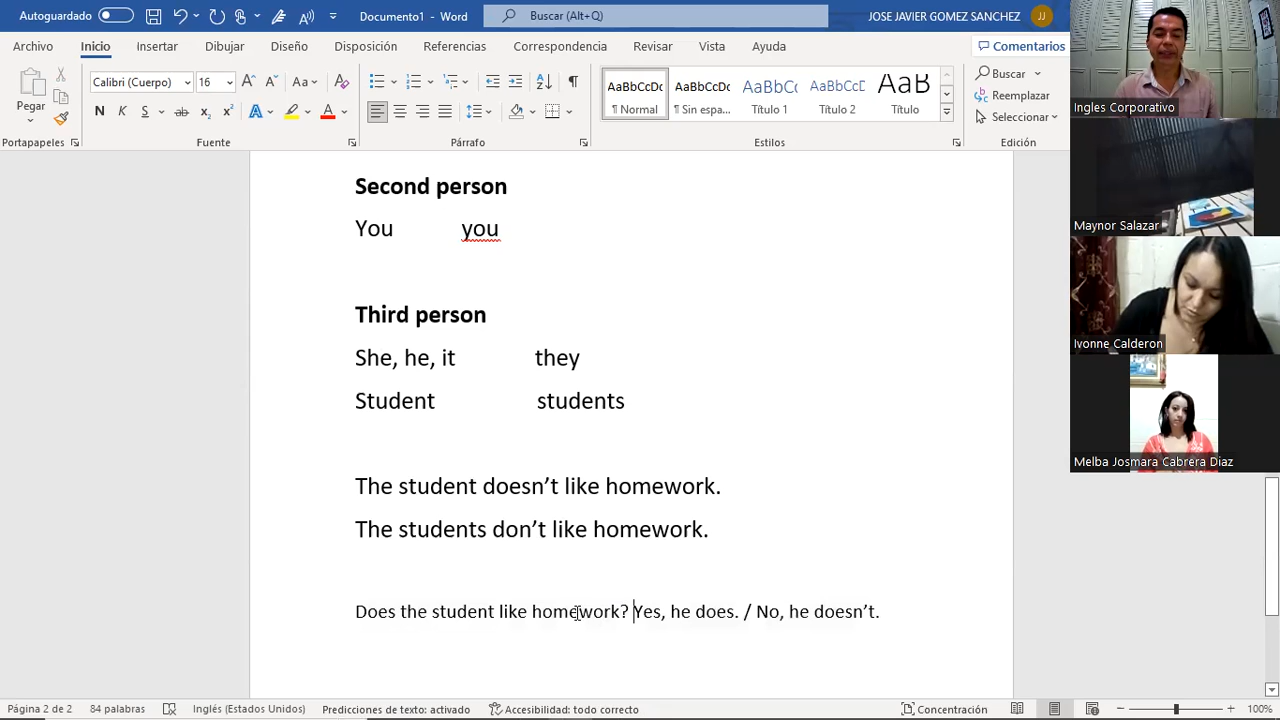 Autoguardado
Documento1 - Word
Buscar (Alt+Q)
JOSÉ JAVIER GÓMEZ SÁNCHEZ
JJ
Archivo Inicio Insertar Dibujar Diseño Disposición Referencias Correspondencia Revisar Vista Ayuda
Comentarios
Pegar
Calibri (Cuerpo) 16
Portapapeles
Fuente
Párrafo
AaBbCcDc AaBbCcDc AaBbCc AaBbCcD AaB
¶ Normal ¶ Sin espa... Título 1 Título 2 Título
Estilos
Buscar
Reemplazar
Seleccionar
Edición
Second person
You you
Third person
She, he, it they
Student students
The student doesn’t like homework.
The students don’t like homework.
Does the student like homework? Yes, he does. / No, he doesn’t.
Página 2 de 2 84 palabras Inglés (Estados Unidos) Predicciones de texto: activado Accesibilidad: todo correcto Concentración 100%
Ingles Corporativo
Maynor Salazar
Ivonne Calderon
Melba Josmara Cabrera Diaz